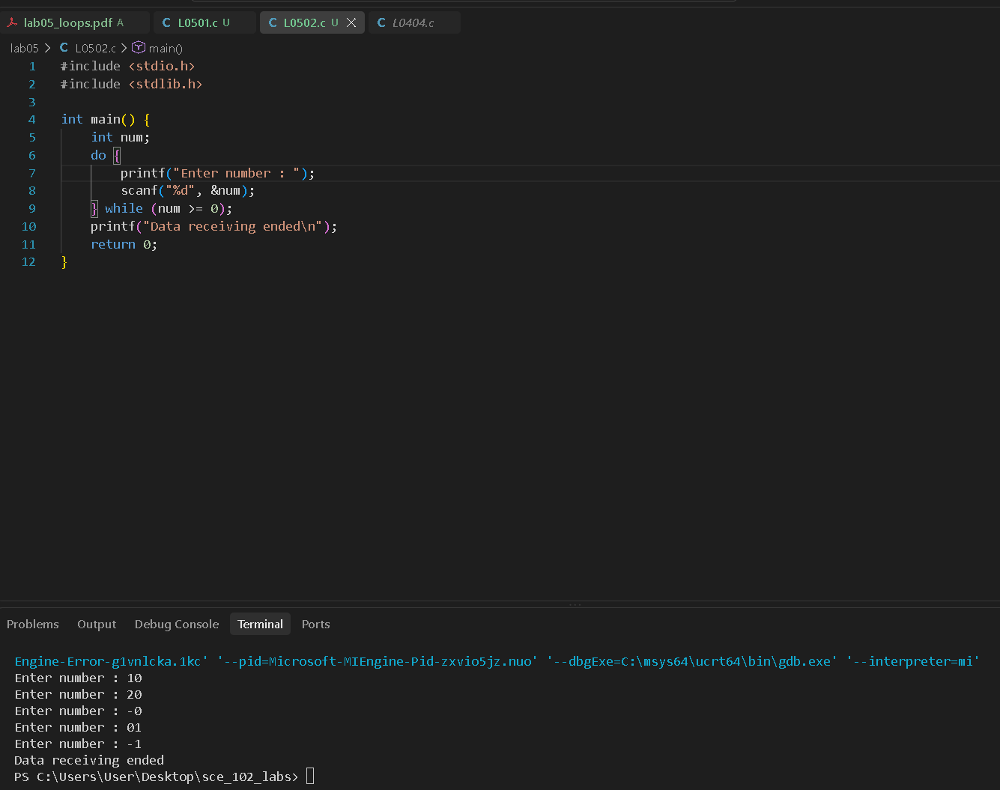 lab05_loops.pdf A
L0501.c U
L0502.c U
L0404.c
lab05 > C L0502.c > main()
1 #include <stdio.h>
2 #include <stdlib.h>
3
4 int main() {
5     int num;
6     do {
7         printf("Enter number : ");
8         scanf("%d", &num);
9     } while (num >= 0);
10     printf("Data receiving ended\n");
11     return 0;
12 }
Problems Output Debug Console Terminal Ports
Engine-Error-g1vnlcka.1kc' '--pid=Microsoft-MIEngine-Pid-zxvio5jz.nuo' '--dbgExe=C:\msys64\ucrt64\bin\gdb.exe' '--interpreter=mi'
Enter number : 10
Enter number : 20
Enter number : -0
Enter number : 01
Enter number : -1
Data receiving ended
PS C:\Users\User\Desktop\sce_102_labs>